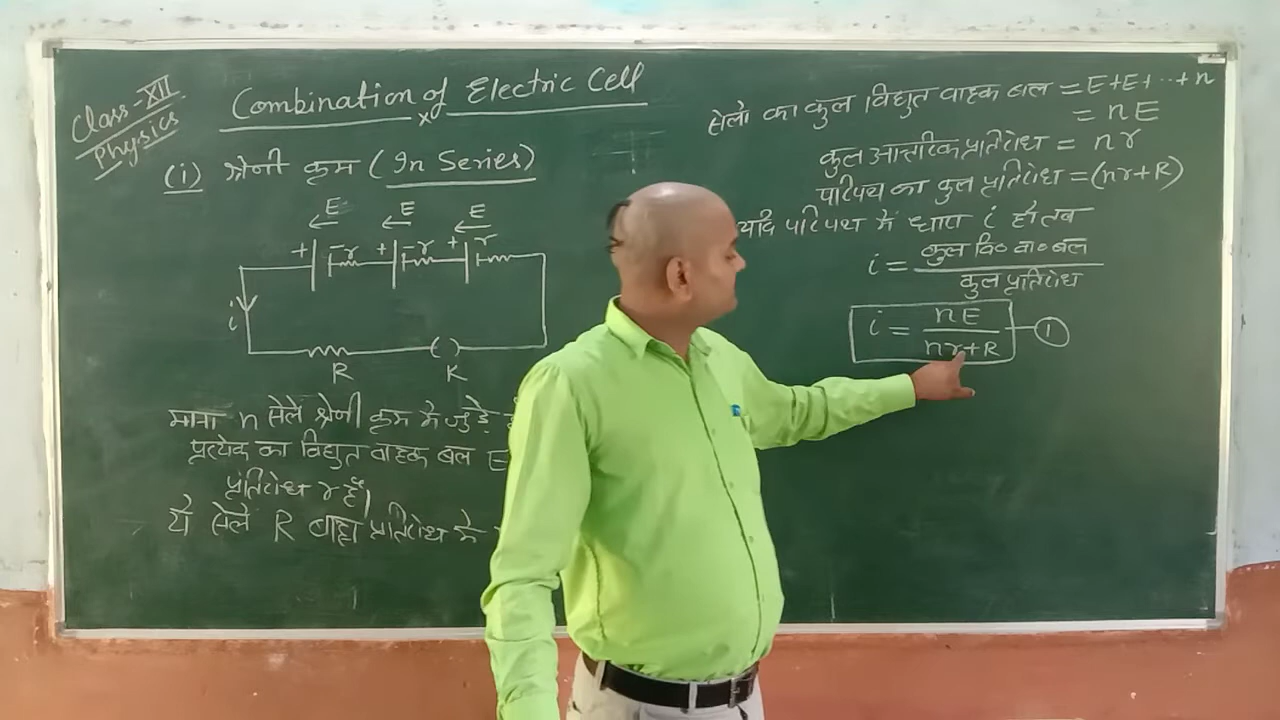 Class-XII
Physics
Combination of Electric Cell
(i) श्रेणी क्रम (In Series)
E E E
+ - r + - r + r
i
R K
माना n सेलें श्रेणी क्रम में जुड़े
प्रत्येक का विद्युत वाहक बल E
प्रतिरोध r हैं।
ये सेलें R बाह्य प्रतिरोध में
सेलों का कुल विद्युत वाहक बल = E+E+...+n
= nE
कुल आन्तरिक प्रतिरोध = nr
परिपथ का कुल प्रतिरोध = (nr+R)
यदि परिपथ में धारा i हो तब
i = कुल वि० वा० बल
कुल प्रतिरोध
i = nE
nr+R
1